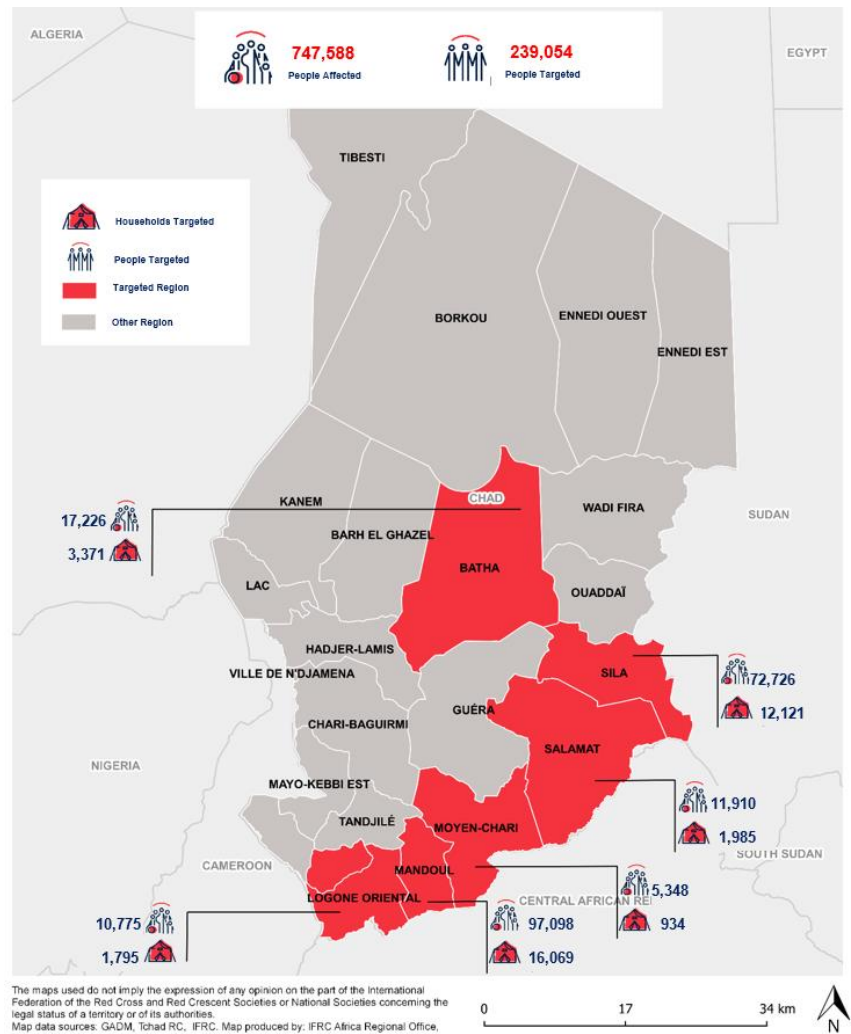 ALGERIA
EGYPT
747,588
People Affected
239,054
People Targeted
TIBESTI
Households Targeted
People Targeted
Targeted Region
Other Region
BORKOU
ENNEDI OUEST
ENNEDI EST
CHAD
KANEM
WADI FIRA
SUDAN
17,226
BARH EL GHAZEL
3,371
BATHA
LAC
OUADDAÏ
HADJER-LAMIS
VILLE DE N'DJAMENA
SILA
72,726
GUÉRA
12,121
CHARI-BAGUIRMI
SALAMAT
NIGERIA
MAYO-KEBBI EST
11,910
TANDJILÉ
MOYEN-CHARI
1,985
SOUTH SUDAN
CAMEROON
MANDOUL
5,348
LOGONE ORIENTAL
CENTRAL AFRICAN RE
10,775
97,098
934
1,795
16,069
The maps used do not imply the expression of any opinion on the part of the International
Federation of the Red Cross and Red Crescent Societies or National Societies concerning the
legal status of a territory or of its authorities.
Map data sources: GADM, Tchad RC, IFRC. Map produced by: IFRC Africa Regional Office,
0 17 34 km
N